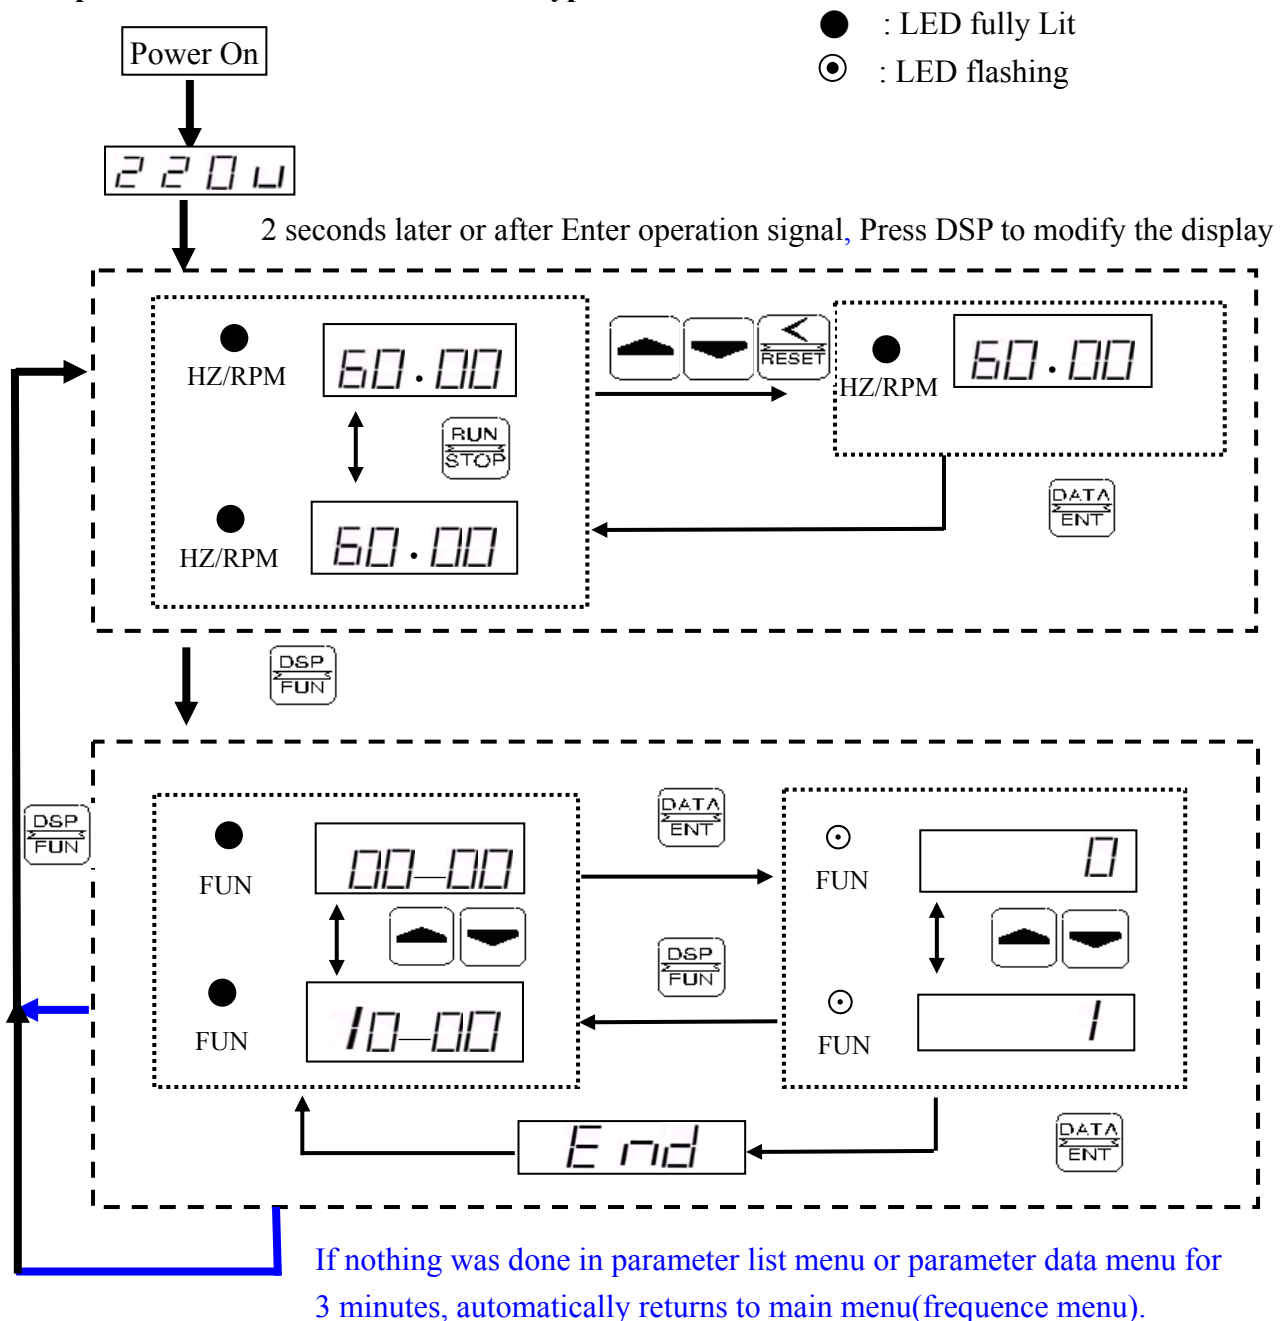 : LED fully Lit
Power On
: LED flashing
220u
2 seconds later or after Enter operation signal, Press DSP to modify the display
HZ/RPM
60.00
RESET
HZ/RPM
60.00
RUN
STOP
HZ/RPM
60.00
DATA
ENT
DSP
FUN
DSP
FUN
FUN
00—00
DATA
ENT
FUN
0
DSP
FUN
FUN
10—00
FUN
1
End
DATA
ENT
If nothing was done in parameter list menu or parameter data menu for
3 minutes, automatically returns to main menu(frequence menu).